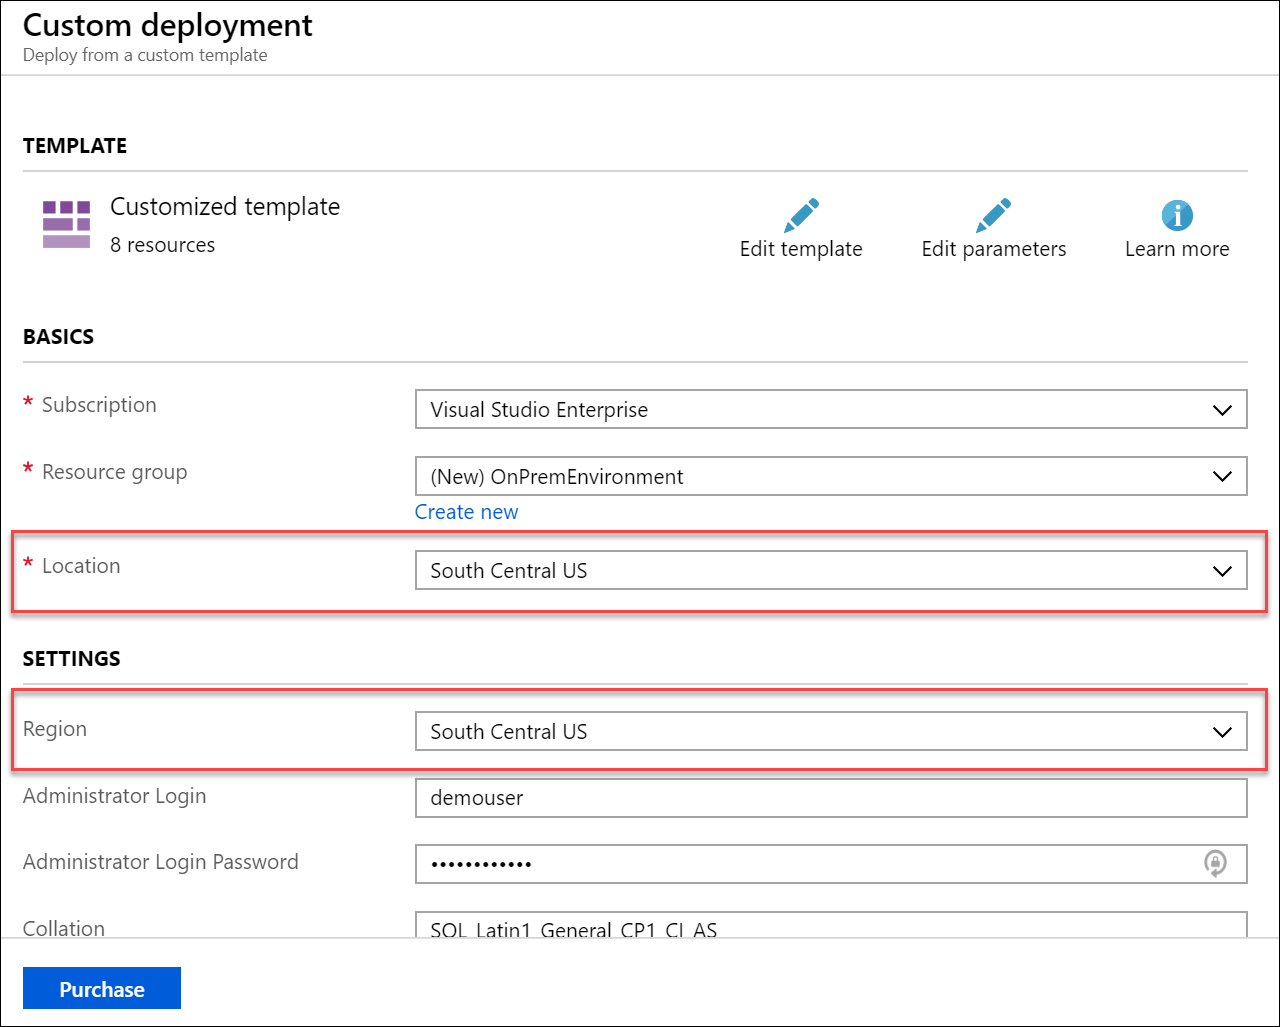 Custom deployment
Deploy from a custom template
TEMPLATE
Customized template
8 resources
Edit template
Edit parameters
Learn more
BASICS
* Subscription
Visual Studio Enterprise
* Resource group
(New) OnPremEnvironment
Create new
* Location
South Central US
SETTINGS
Region
South Central US
Administrator Login
demouser
Administrator Login Password
••••••••••••
Collation
SQL_Latin1_General_CP1_CI_AS
Purchase